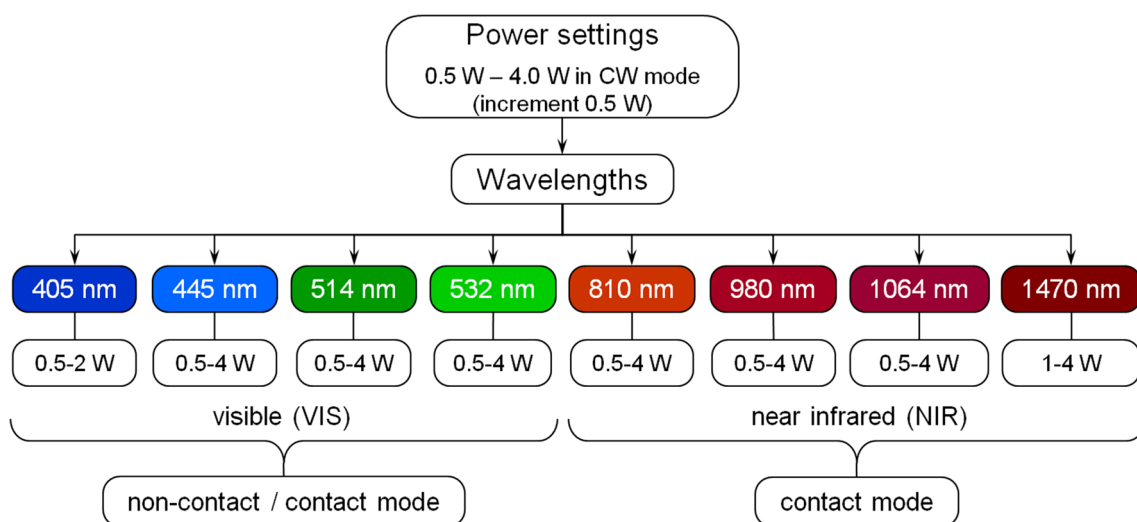 Power settings
0.5 W – 4.0 W in CW mode
(increment 0.5 W)
Wavelengths
405 nm 445 nm 514 nm 532 nm 810 nm 980 nm 1064 nm 1470 nm
0.5-2 W 0.5-4 W 0.5-4 W 0.5-4 W 0.5-4 W 0.5-4 W 0.5-4 W 1-4 W
visible (VIS) near infrared (NIR)
non-contact / contact mode contact mode